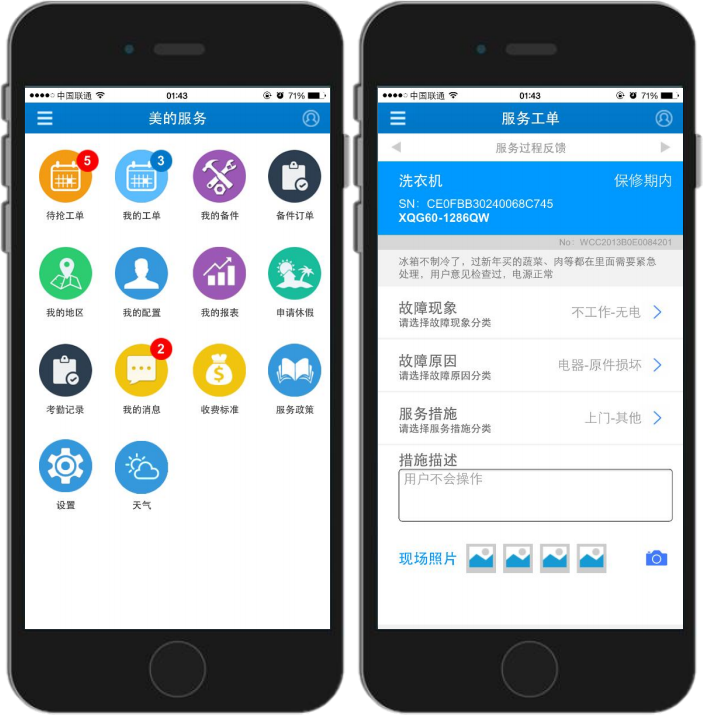 中国联通 01:43 71%
美的服务
5 3
待抢工单 我的工单 我的备件 备件订单
我的地区 我的配置 我的报表 申请休假
2
考勤记录 我的消息 收费标准 服务政策
设置 天气
中国联通 01:43 71%
服务工单
服务过程反馈
洗衣机 保修期内
SN: CE0FBB30240068C745
XQG60-1286QW
No: WCC2013B0E0084201
冰箱不制冷了，过新年买的蔬菜、肉等都在里面需要紧急
处理，用户意见检查过，电源正常
故障现象 不工作-无电
请选择故障现象分类
故障原因 电器-原件损坏
请选择故障原因分类
服务措施 上门-其他
请选择服务措施分类
措施描述
用户不会操作
现场照片